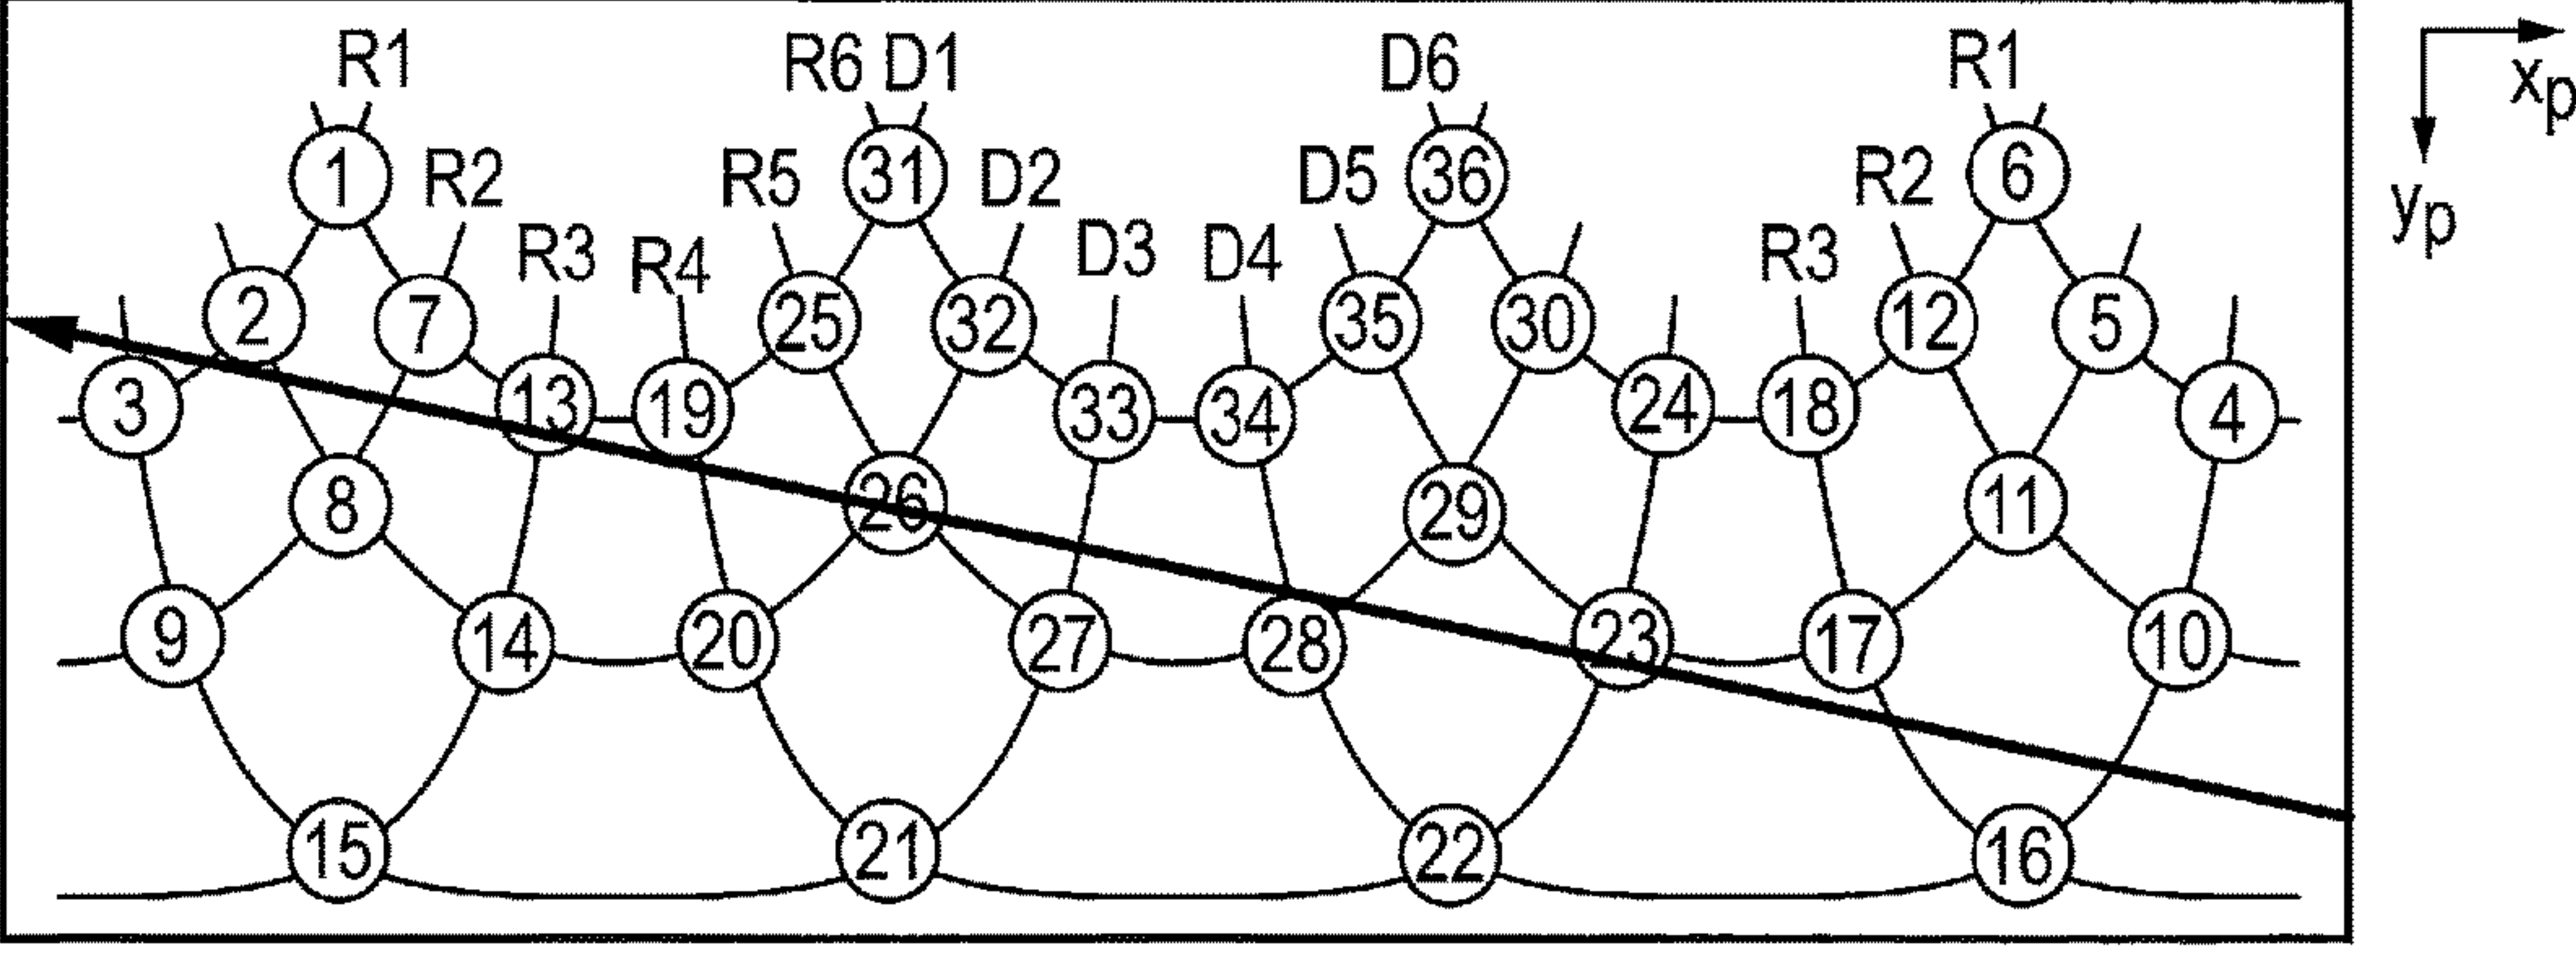 R1 R6 D1 D6 R1
xp
1 31 36 6
R2 R5 D2 D5 R2
yp
R3 R4 D3 D4 R3
2 7 25 32 35 30 12 5
3 13 19 33 34 24 18 4
8 26 29 11
9 14 20 27 28 23 17 10
15 21 22 16